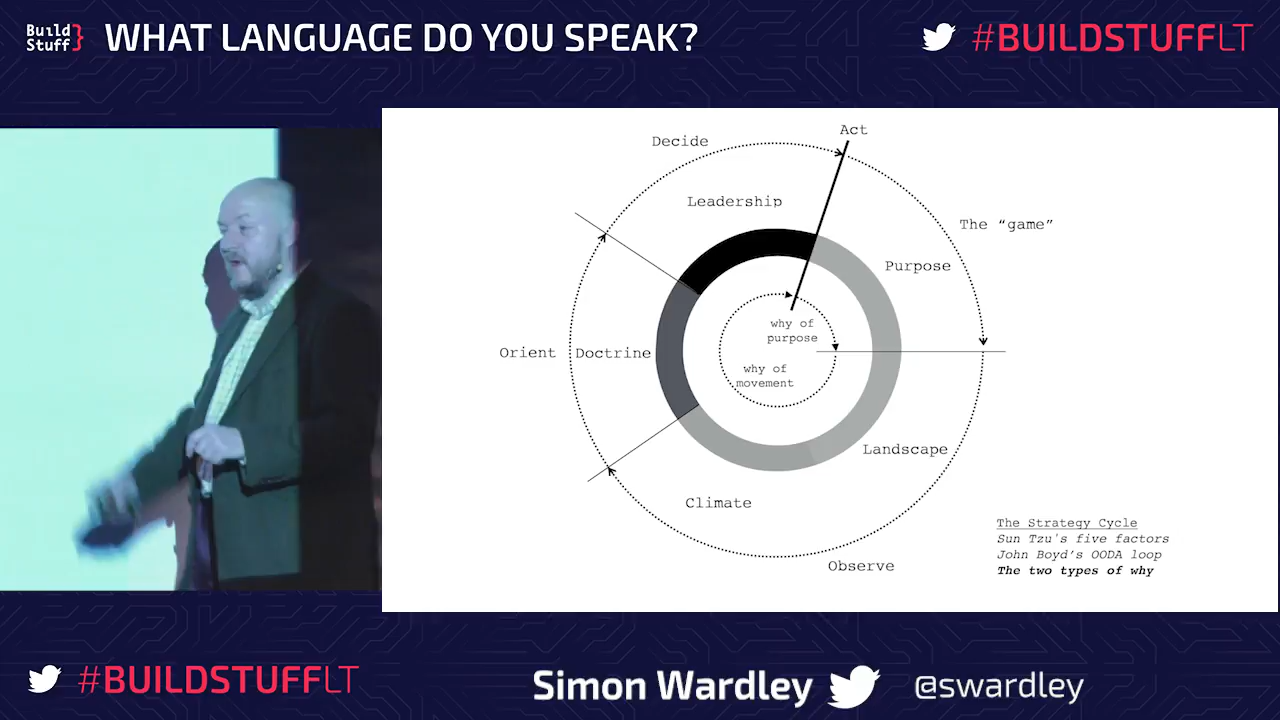 Build
Stuff}
WHAT LANGUAGE DO YOU SPEAK?
#BUILDSTUFFLT
Act
Decide
Leadership
The “game”
Purpose
why of
purpose
Orient
Doctrine
why of
movement
Landscape
Climate
Observe
The Strategy Cycle
Sun Tzu's five factors
John Boyd’s OODA loop
The two types of why
#BUILDSTUFFLT
Simon Wardley
@swardley